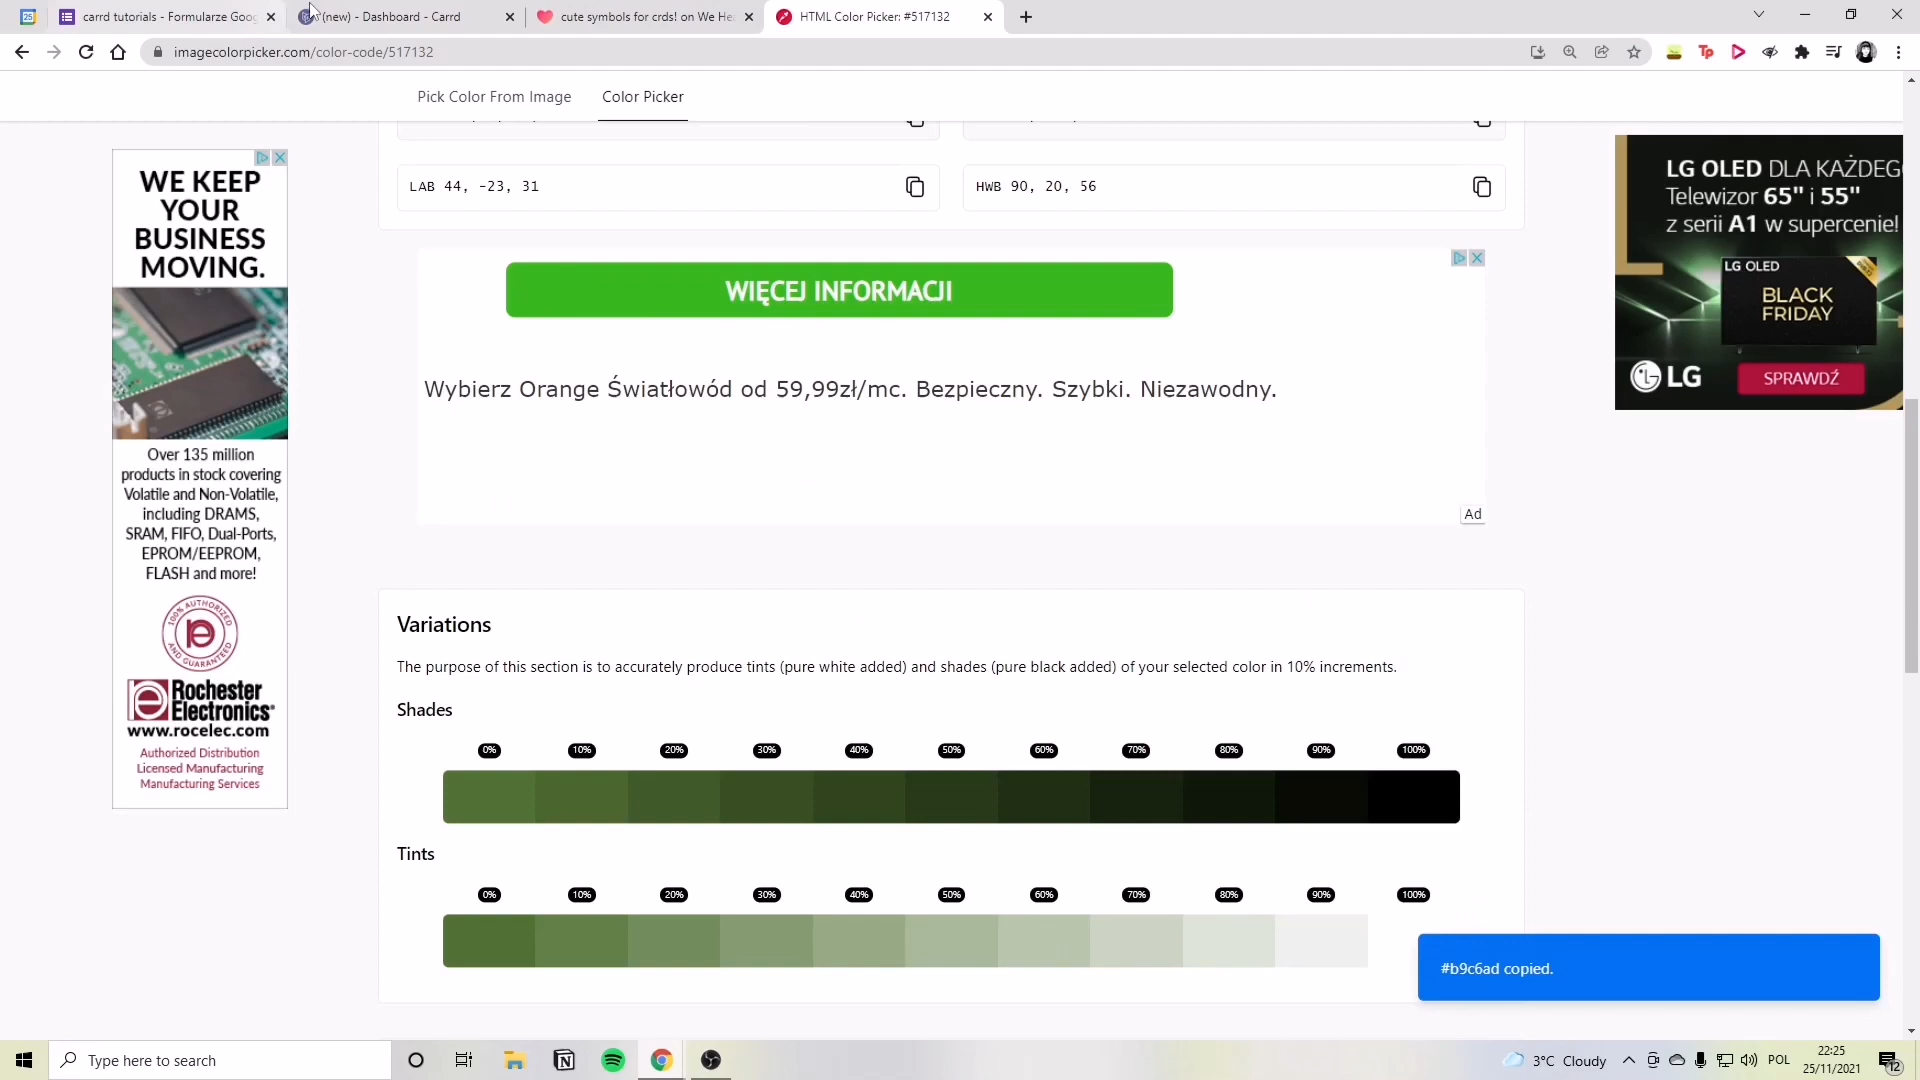 carrd tutorials - Formularze Goog
(new) - Dashboard - Carrd
cute symbols for crds! on We Hea
HTML Color Picker: #517132
imagecolorpicker.com/color-code/517132
Tp
Pick Color From Image
Color Picker
LAB 44, -23, 31
HWB 90, 20, 56
WE KEEP
YOUR
BUSINESS
MOVING.
Over 135 million
products in stock covering
Volatile and Non-Volatile,
including DRAMS,
SRAM, FIFO, Dual-Ports,
EPROM/EEPROM,
FLASH and more!
100% AUTHORIZED
AND GUARANTEED
Rochester
Electronics
www.rocelec.com
Authorized Distribution
Licensed Manufacturing
Manufacturing Services
WIĘCEJ INFORMACJI
Wybierz Orange Światłowód od 59,99zł/mc. Bezpieczny. Szybki. Niezawodny.
Ad
LG OLED DLA KAŻDEG
Telewizor 65" i 55"
z serii A1 w supercenie!
LG OLED
BLACK
FRIDAY
LG
SPRAWDŹ
Variations
The purpose of this section is to accurately produce tints (pure white added) and shades (pure black added) of your selected color in 10% increments.
Shades
0% 10% 20% 30% 40% 50% 60% 70% 80% 90% 100%
Tints
0% 10% 20% 30% 40% 50% 60% 70% 80% 90% 100%
#b9c6ad copied.
Type here to search
3°C Cloudy
POL
22:25
25/11/2021
12